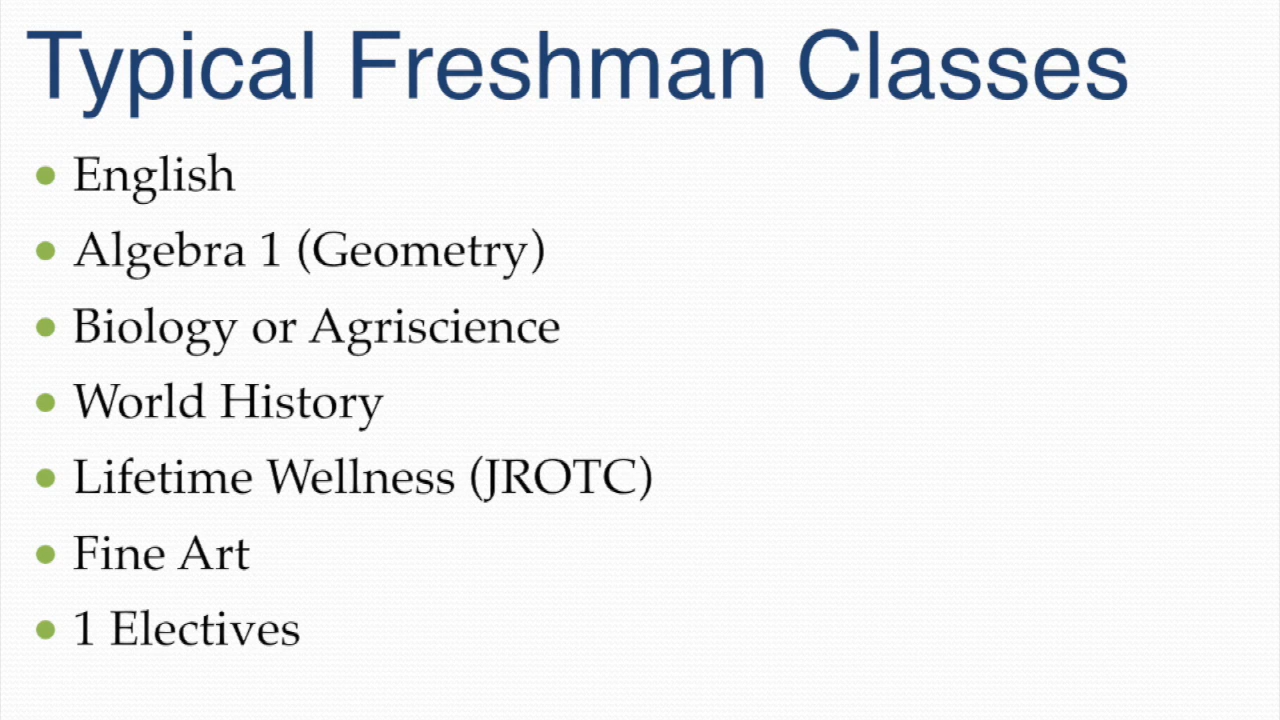 Typical Freshman Classes
English
Algebra 1 (Geometry)
Biology or Agriscience
World History
Lifetime Wellness (JROTC)
Fine Art
1 Electives